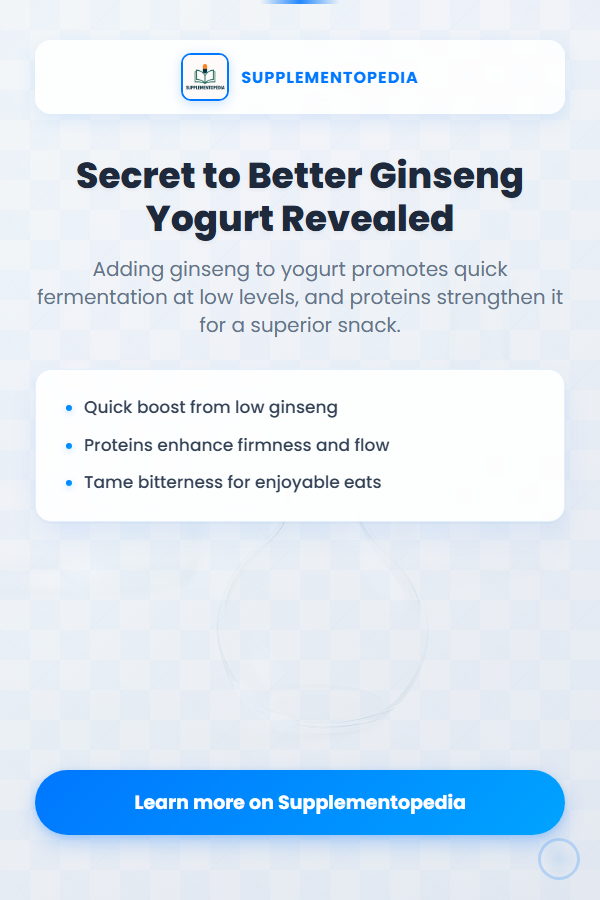 SUPPLEMENTOPEDIA
SUPPLEMENTOPEDIA
Secret to Better Ginseng
Yogurt Revealed
Adding ginseng to yogurt promotes quick
fermentation at low levels, and proteins strengthen it
for a superior snack.
Quick boost from low ginseng
Proteins enhance firmness and flow
Tame bitterness for enjoyable eats
Learn more on Supplementopedia